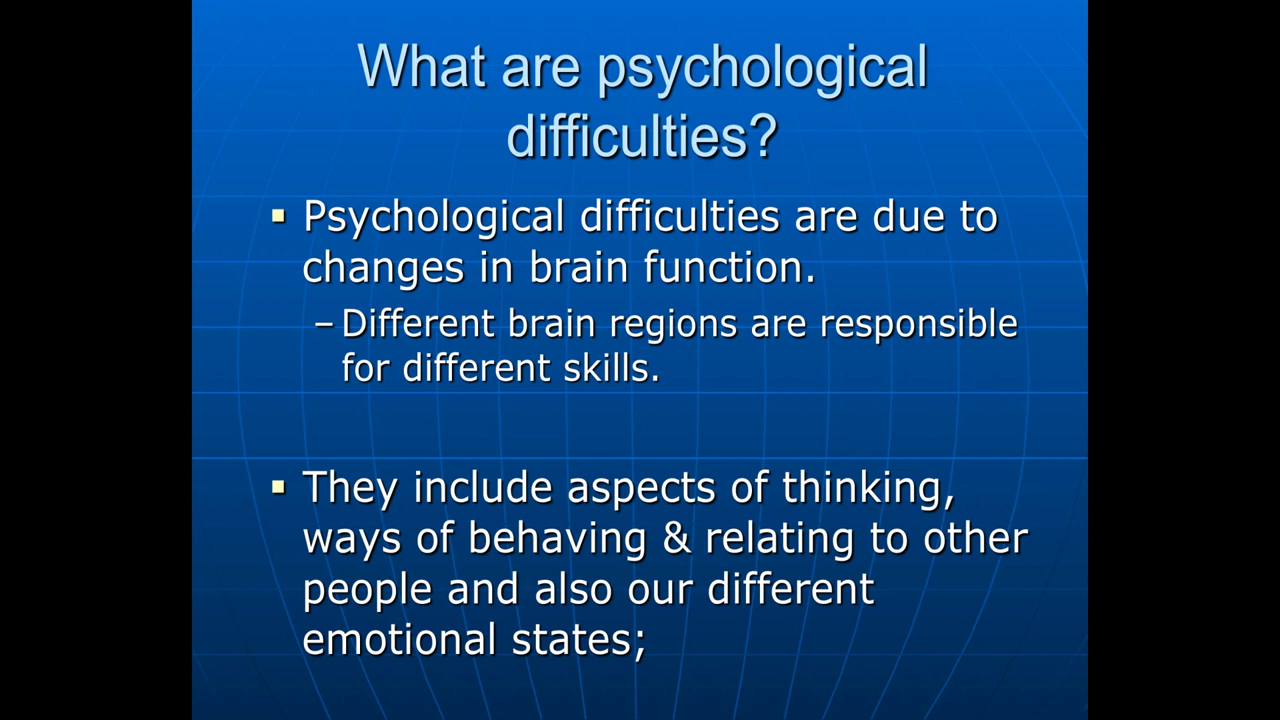 What are psychological
difficulties?
▪ Psychological difficulties are due to
changes in brain function.
– Different brain regions are responsible
for different skills.
▪ They include aspects of thinking,
ways of behaving & relating to other
people and also our different
emotional states;